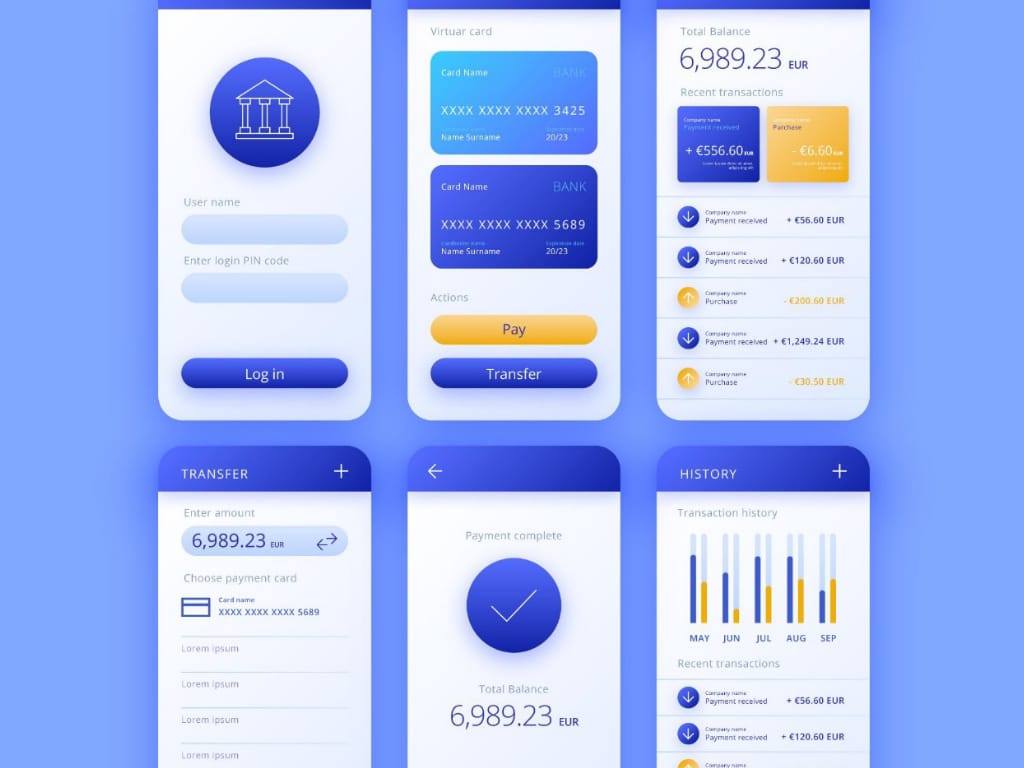 User name
Enter login PIN code
Log in
Virtuar card
Card Name BANK
XXXX XXXX XXXX 3425
Name Surname 20/23
Card Name BANK
XXXX XXXX XXXX 5689
Cardholder name Expiration date
Name Surname 20/23
Actions
Pay
Transfer
Total Balance
6,989.23 EUR
Recent transactions
Company name
Payment received
+ €556.60 EUR
Company name
Purchase
- €6.60 EUR
Company name
Payment received + €56.60 EUR
Company name
Payment received + €120.60 EUR
Company name
Purchase - €200.60 EUR
Company name
Payment received + €1,249.24 EUR
Company name
Purchase - €30.50 EUR
TRANSFER
Enter amount
6,989.23 EUR
Choose payment card
Card name
XXXX XXXX XXXX 5689
Lorem ipsum
Lorem ipsum
Lorem ipsum
Lorem ipsum
Payment complete
Total Balance
6,989.23 EUR
HISTORY
Transaction history
MAY JUN JUL AUG SEP
Recent transactions
Company name
Payment received + €56.60 EUR
Company name
Payment received + €120.60 EUR
Company name